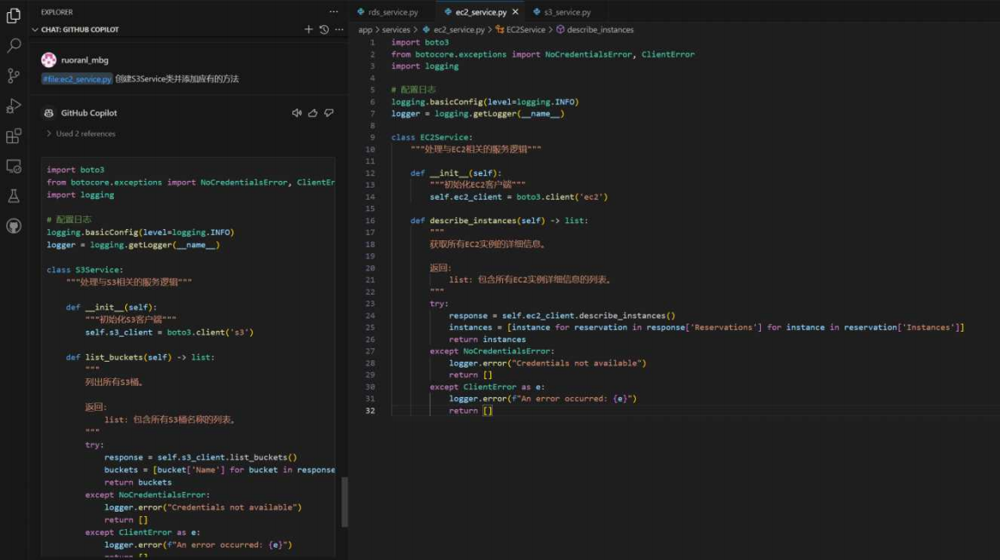 EXPLORER
CHAT: GITHUB COPILOT
ruoranl_mbg
#file:ec2_service.py 创建S3Service类并添加应有的方法
GitHub Copilot
Used 2 references
import boto3
from botocore.exceptions import NoCredentialsError, ClientEr
import logging
# 配置日志
logging.basicConfig(level=logging.INFO)
logger = logging.getLogger(__name__)
class S3Service:
"""处理与S3相关的服务逻辑"""
def __init__(self):
"""初始化S3客户端"""
self.s3_client = boto3.client('s3')
def list_buckets(self) -> list:
"""
列出所有S3桶。
返回:
list: 包含所有S3桶名称的列表。
"""
try:
response = self.s3_client.list_buckets()
buckets = [bucket['Name'] for bucket in response
return buckets
except NoCredentialsError:
logger.error("Credentials not available")
return []
except ClientError as e:
logger.error(f"An error occurred: {e}")
return []
rds_service.py
ec2_service.py
s3_service.py
app > services > ec2_service.py > EC2Service > describe_instances
1 import boto3
2 from botocore.exceptions import NoCredentialsError, ClientError
3 import logging
4
5 # 配置日志
6 logging.basicConfig(level=logging.INFO)
7 logger = logging.getLogger(__name__)
8
9 class EC2Service:
10 """处理与EC2相关的服务逻辑"""
11
12 def __init__(self):
13 """初始化EC2客户端"""
14 self.ec2_client = boto3.client('ec2')
15
16 def describe_instances(self) -> list:
17 """
18 获取所有EC2实例的详细信息。
19
20 返回:
21 list: 包含所有EC2实例详细信息的列表。
22 """
23 try:
24 response = self.ec2_client.describe_instances()
25 instances = [instance for reservation in response['Reservations'] for instance in reservation['Instances']]
26 return instances
27 except NoCredentialsError:
28 logger.error("Credentials not available")
29 return []
30 except ClientError as e:
31 logger.error(f"An error occurred: {e}")
32 return []